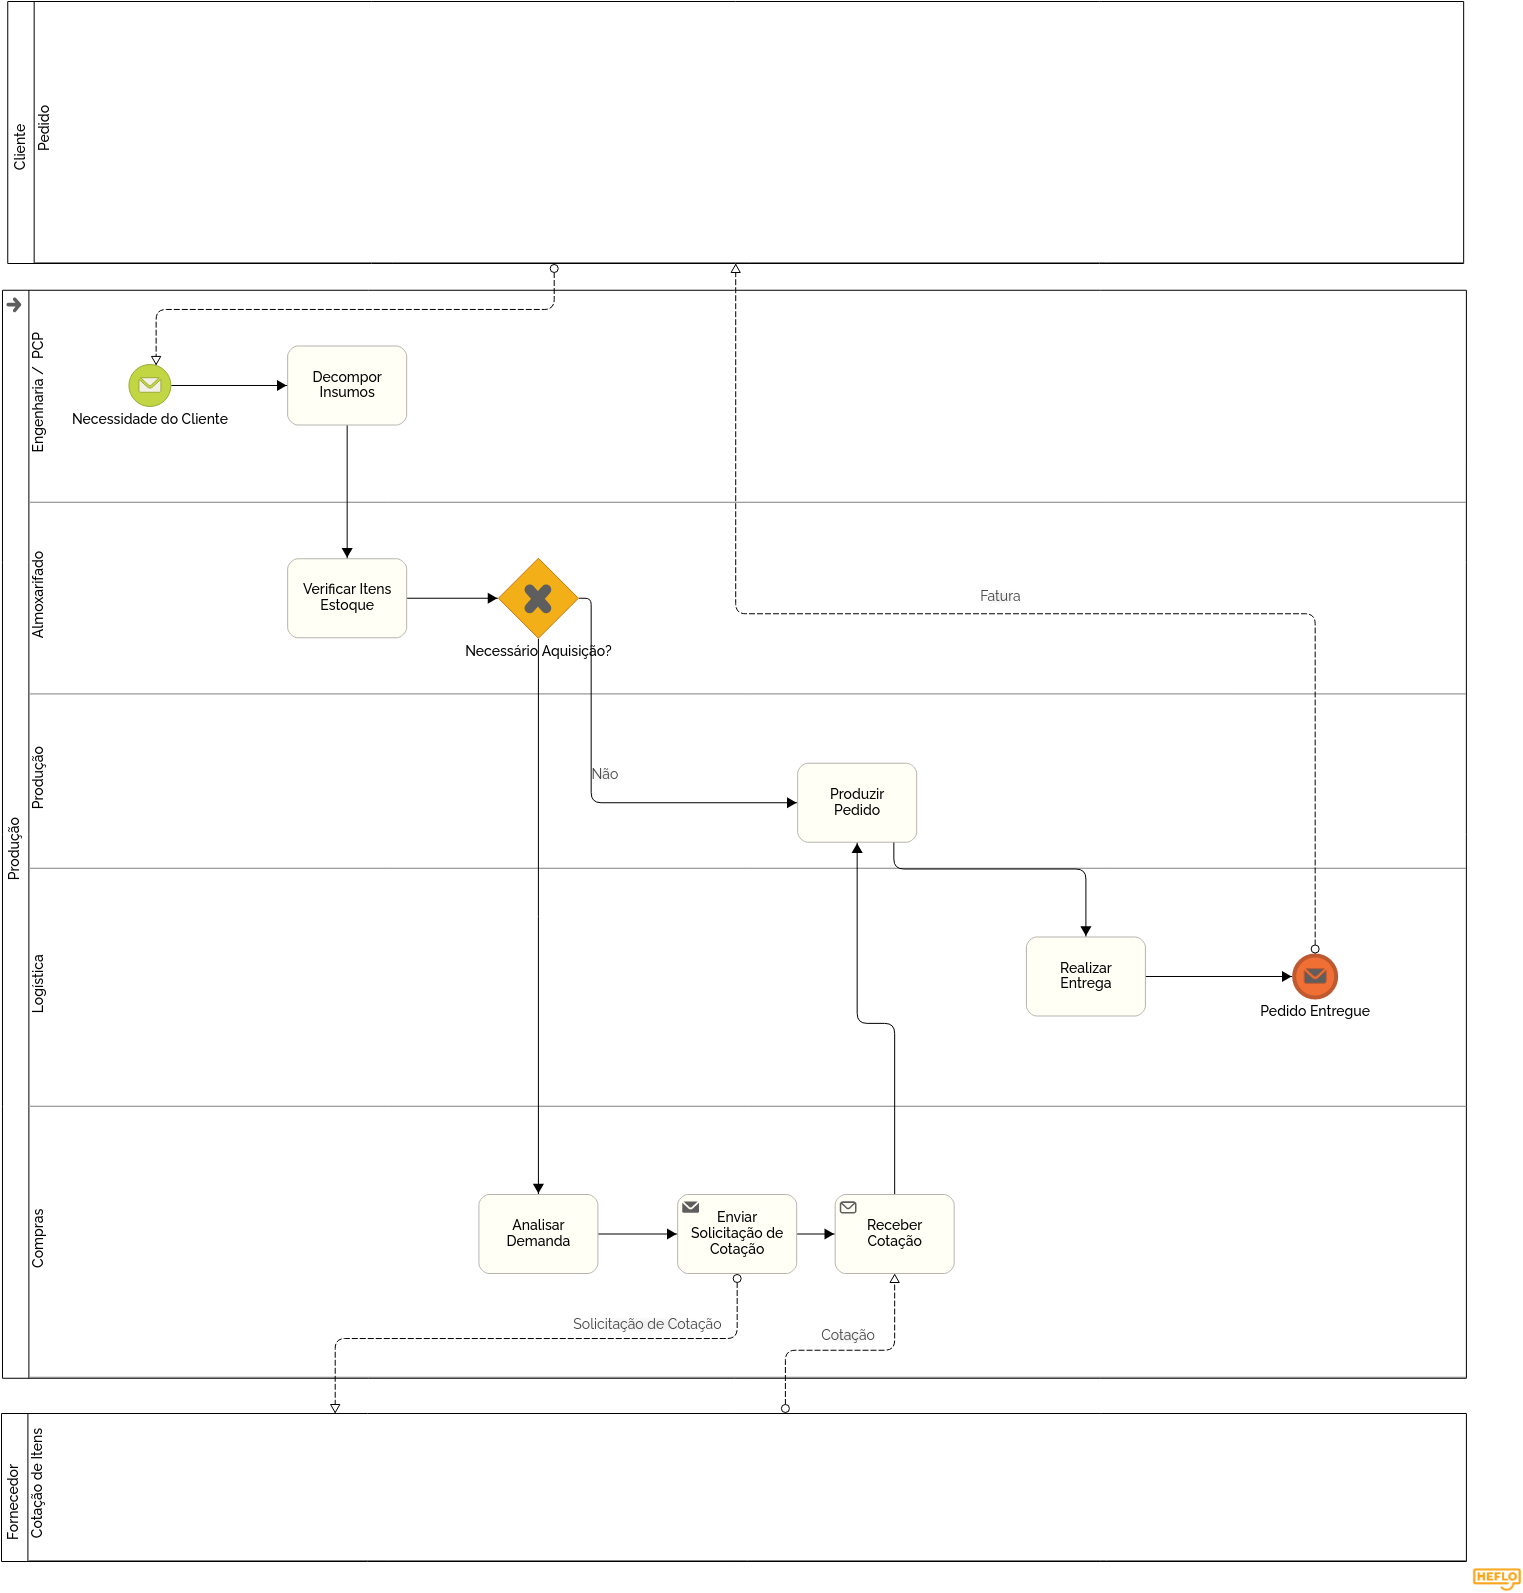 Cliente
Pedido
Produção
Engenharia / PCP
Necessidade do Cliente
Decompor
Insumos
Almoxarifado
Verificar Itens
Estoque
Necessário Aquisição?
Fatura
Produção
Não
Produzir
Pedido
Logística
Realizar
Entrega
Pedido Entregue
Compras
Analisar
Demanda
Enviar
Solicitação de
Cotação
Receber
Cotação
Solicitação de Cotação
Cotação
Fornecedor
Cotação de Itens
HEFLO